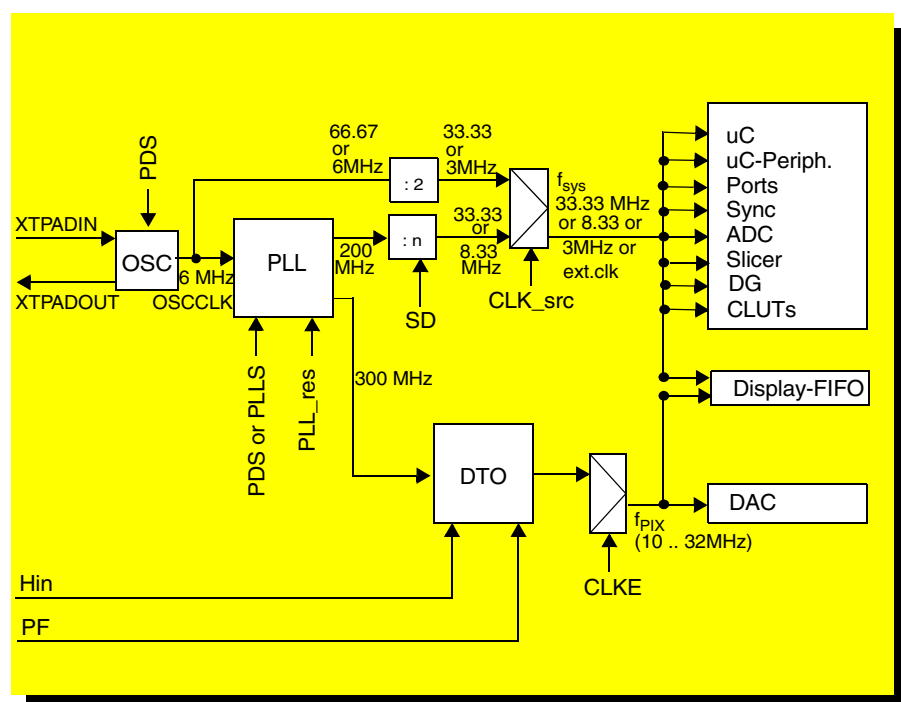 PDS
XTPADIN
XTPADOUT
OSC
6 MHz
OSCCLK
PLL
66.67
or
6MHz
: 2
33.33
or
3MHz
200
MHz
: n
33.33
or
8.33
MHz
SD
CLK_src
fsys
33.33 MHz
or 8.33 or
3MHz or
ext.clk
uC
uC-Periph.
Ports
Sync
ADC
Slicer
DG
CLUTs
PDS or PLLS
PLL_res
300 MHz
Display-FIFO
DTO
DAC
fPIX
(10 .. 32MHz)
CLKE
Hin
PF